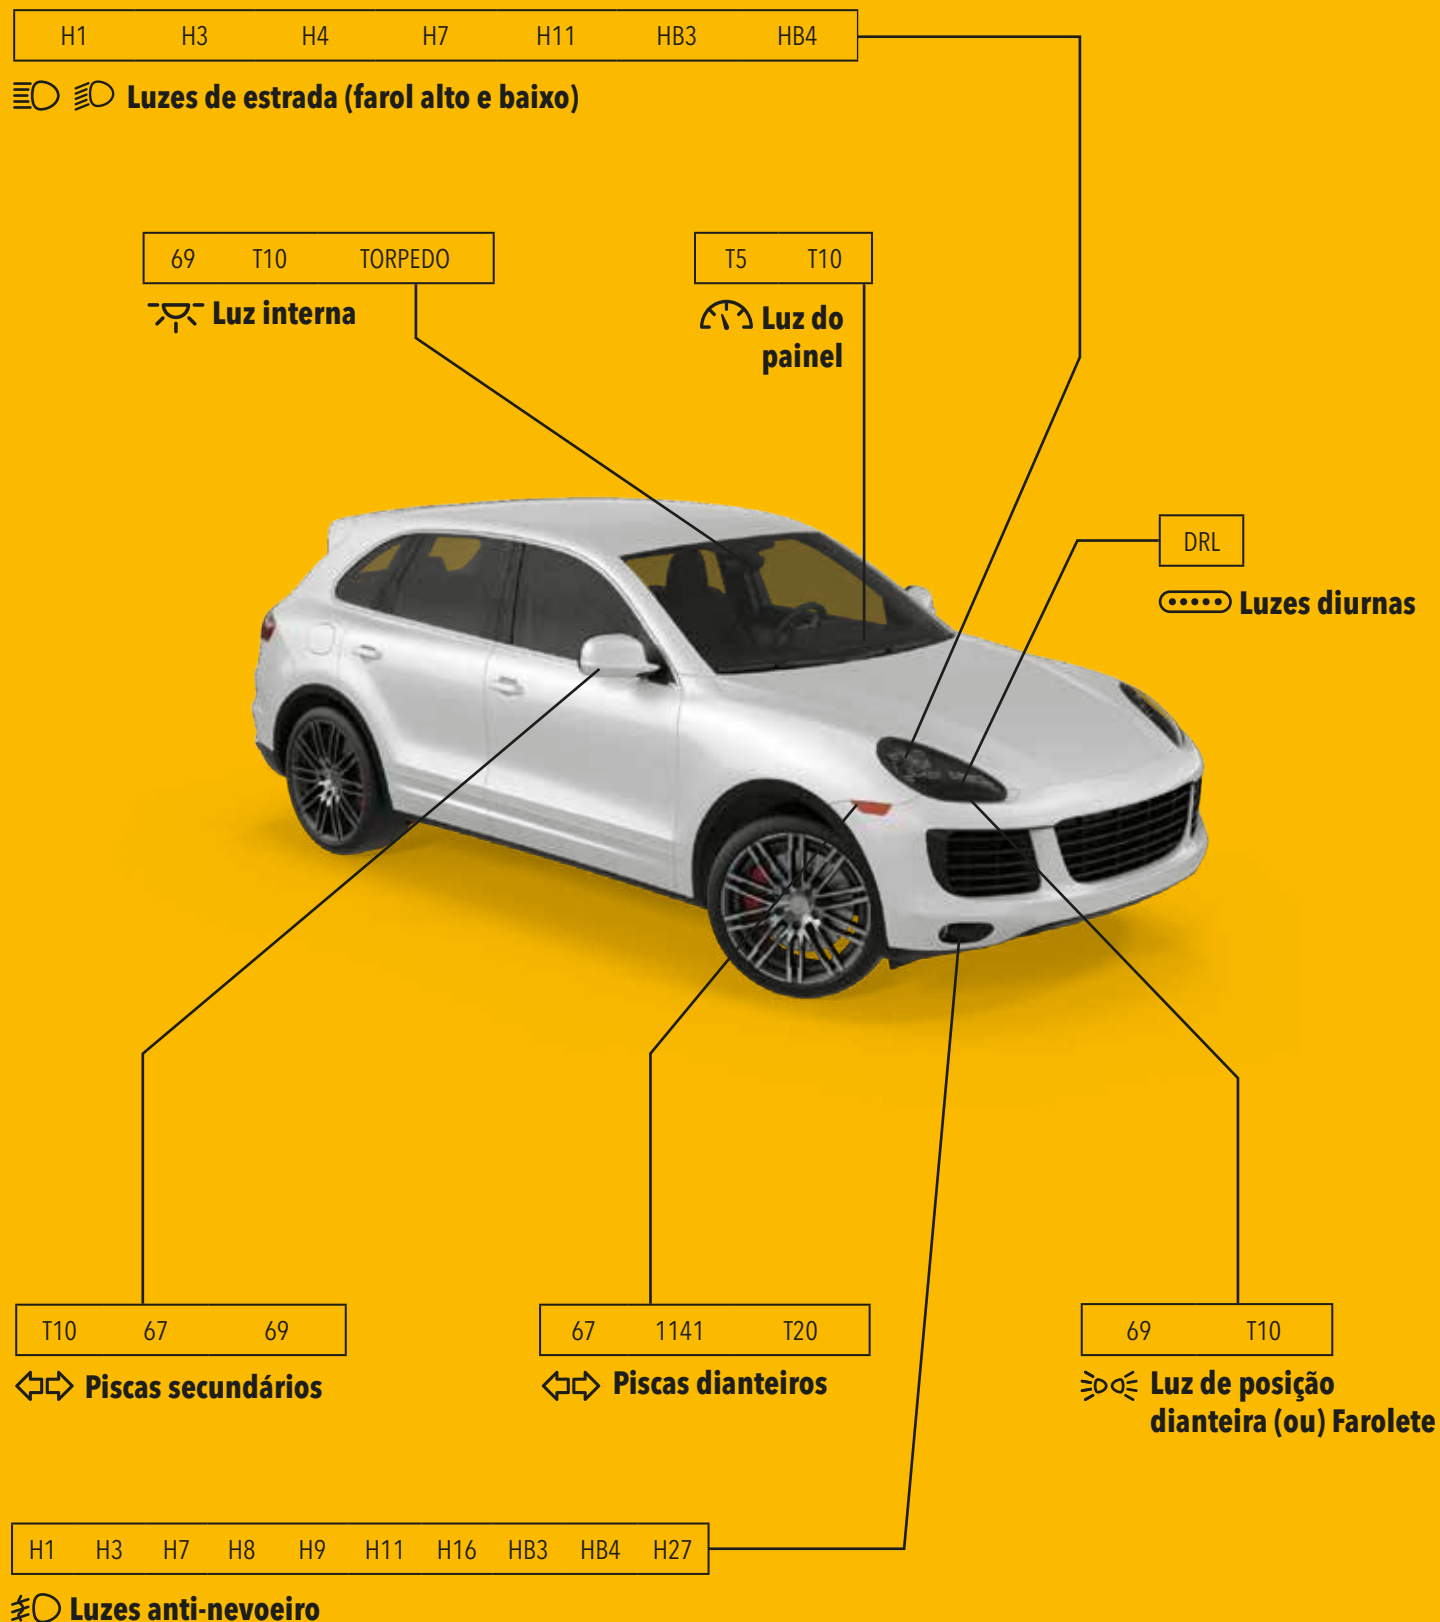 H1 H3 H4 H7 H11 HB3 HB4
Luzes de estrada (farol alto e baixo)
69 T10 TORPEDO
Luz interna
T5 T10
Luz do
painel
DRL
Luzes diurnas
T10 67 69
Piscas secundários
67 1141 T20
Piscas dianteiros
69 T10
Luz de posição
dianteira (ou) Farolete
H1 H3 H7 H8 H9 H11 H16 HB3 HB4 H27
Luzes anti-nevoeiro